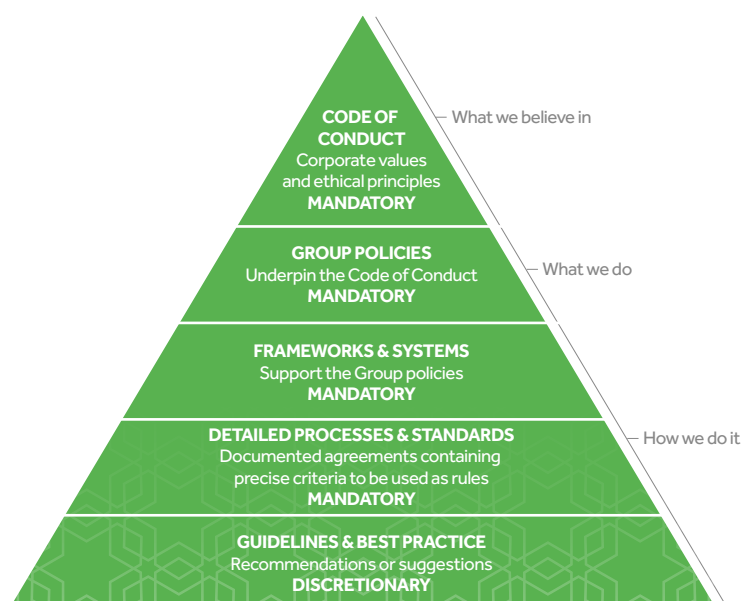 CODE OF
CONDUCT
Corporate values
and ethical principles
MANDATORY
What we believe in
GROUP POLICIES
Underpin the Code of Conduct
MANDATORY
What we do
FRAMEWORKS & SYSTEMS
Support the Group policies
MANDATORY
DETAILED PROCESSES & STANDARDS
Documented agreements containing
precise criteria to be used as rules
MANDATORY
How we do it
GUIDELINES & BEST PRACTICE
Recommendations or suggestions
DISCRETIONARY